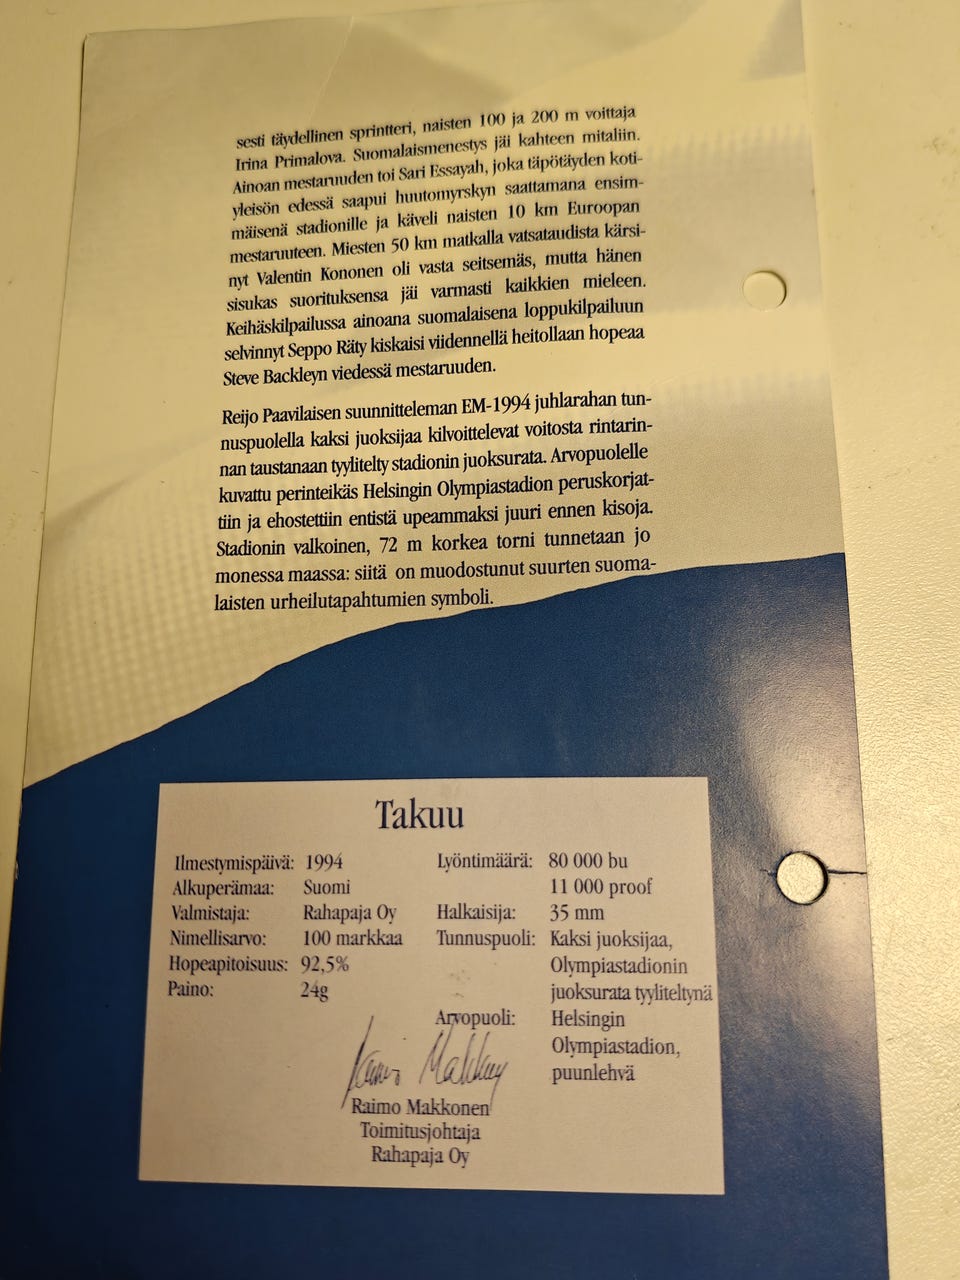 sesti täydellinen sprintteri, naisten 100 ja 200 m voittaja
Irina Primalova. Suomalaismenestys jäi kahteen mitaliin.
Ainoan mestaruuden toi Sari Essayah, joka täpötäyden koti-
yleisön edessä saapui huutomyrskyn saattamana ensim-
mäisenä stadionille ja käveli naisten 10 km Euroopan
mestaruuteen. Miesten 50 km matkalla vatsataudista kärsi-
nyt Valentin Kononen oli vasta seitsemäs, mutta hänen
sisukas suorituksensa jäi varmasti kaikkien mieleen.
Keihäskilpailussa ainoana suomalaisena loppukilpailuun
selvinnyt Seppo Räty kiskaisi viidennellä heitollaan hopeaa
Steve Backleyn viedessä mestaruuden.
Reijo Paavilaisen suunnitteleman EM-1994 juhlarahan tun-
nuspuolella kaksi juoksijaa kilvoittelevat voitosta rintarin-
nan taustanaan tyylitelty stadionin juoksurata. Arvopuolelle
kuvattu perinteikäs Helsingin Olympiastadion peruskorjat-
tiin ja ehostettiin entistä upeammaksi juuri ennen kisoja.
Stadionin valkoinen, 72 m korkea torni tunnetaan jo
monessa maassa: siitä on muodostunut suurten suoma-
laisten urheilutapahtumien symboli.
Takuu
Ilmestymispäivä: 1994
Alkuperämaa: Suomi
Valmistaja: Rahapaja Oy
Nimellisarvo: 100 markkaa
Hopeapitoisuus: 92,5%
Paino: 24g
Lyöntimäärä: 80 000 bu
11 000 proof
Halkaisija: 35 mm
Tunnuspuoli: Kaksi juoksijaa,
Olympiastadionin
juoksurata tyyliteltynä
Arvopuoli: Helsingin
Olympiastadion,
puunlehvä
Raimo Makkonen
Raimo Makkonen
Toimitusjohtaja
Rahapaja Oy